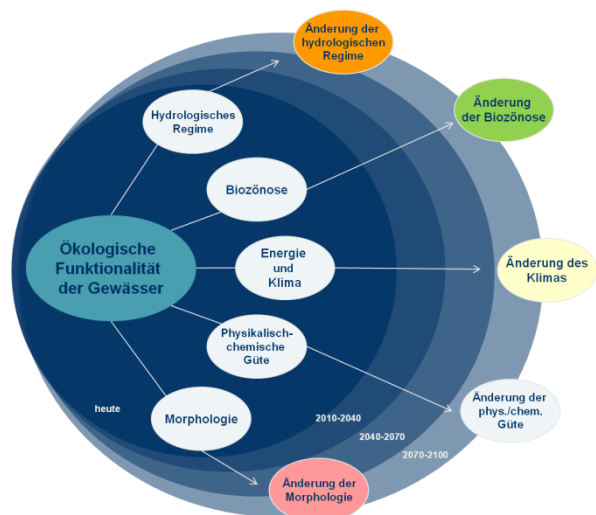 Änderung der
hydrologischen
Regime
Hydrologisches
Regime
Änderung
der Biozönose
Biozönose
Ökologische
Funktionalität
der Gewässer
Energie
und
Klima
Änderung des
Klimas
Physikalisch-
chemische
Güte
heute
Morphologie
2010-2040
2040-2070
2070-2100
Änderung der
phys./chem.
Güte
Änderung der
Morphologie